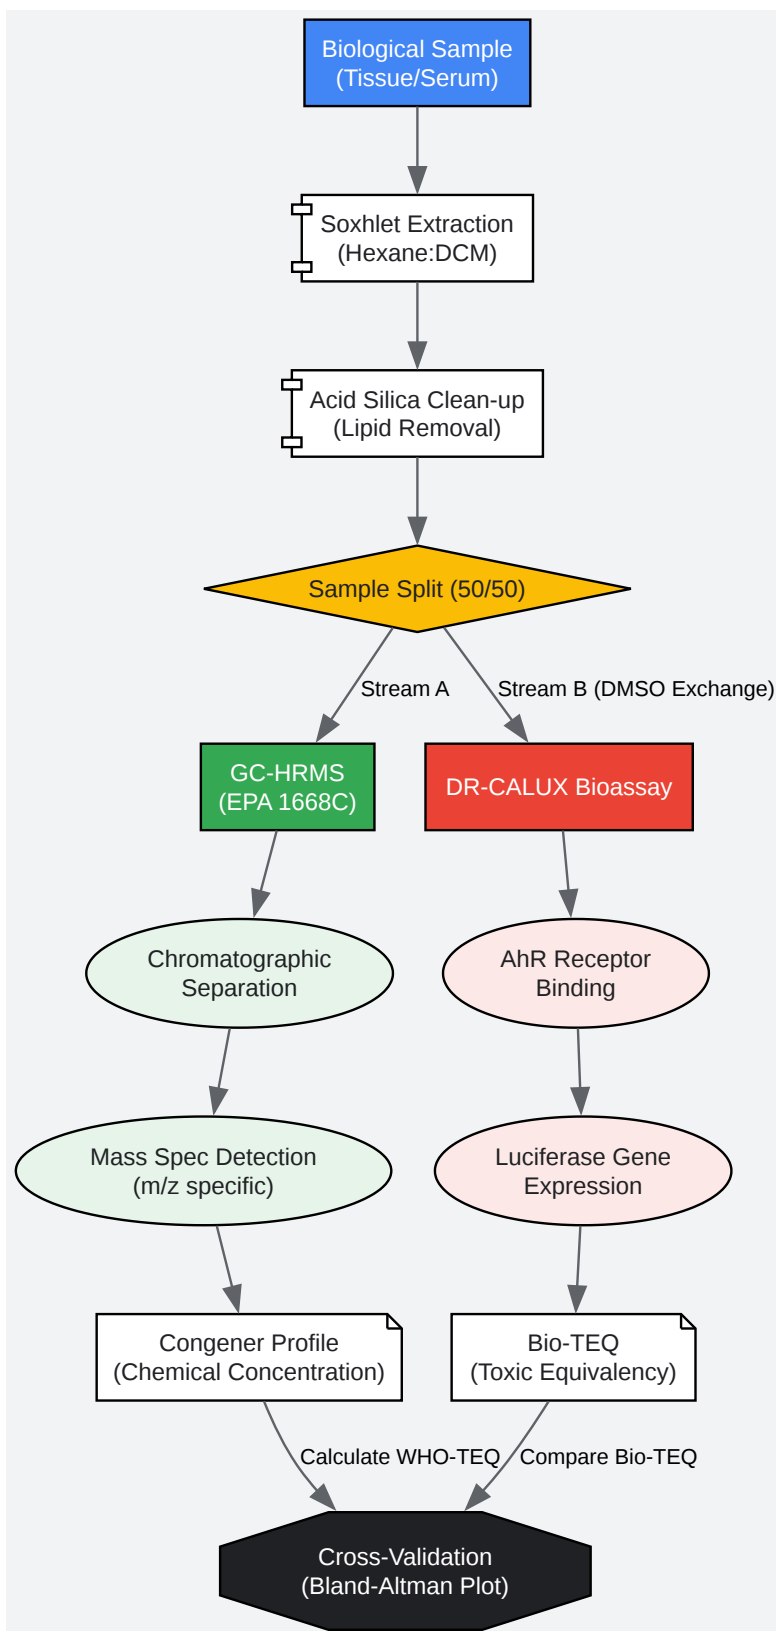 Biological Sample
(Tissue/Serum)
Soxhlet Extraction
(Hexane:DCM)
Acid Silica Clean-up
(Lipid Removal)
Sample Split (50/50)
Stream A
Stream B (DMSO Exchange)
GC-HRMS
(EPA 1668C)
DR-CALUX Bioassay
Chromatographic
Separation
AhR Receptor
Binding
Mass Spec Detection
(m/z specific)
Luciferase Gene
Expression
Congener Profile
(Chemical Concentration)
Bio-TEQ
(Toxic Equivalency)
Calculate WHO-TEQ
Compare Bio-TEQ
Cross-Validation
(Bland-Altman Plot)